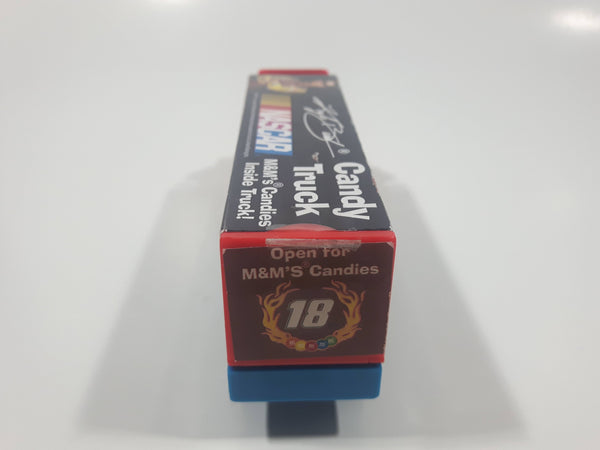 NASCAR
Candy
Truck
M&M's® Candies
Inside Truck!
Open for
M&M'S® Candies
18